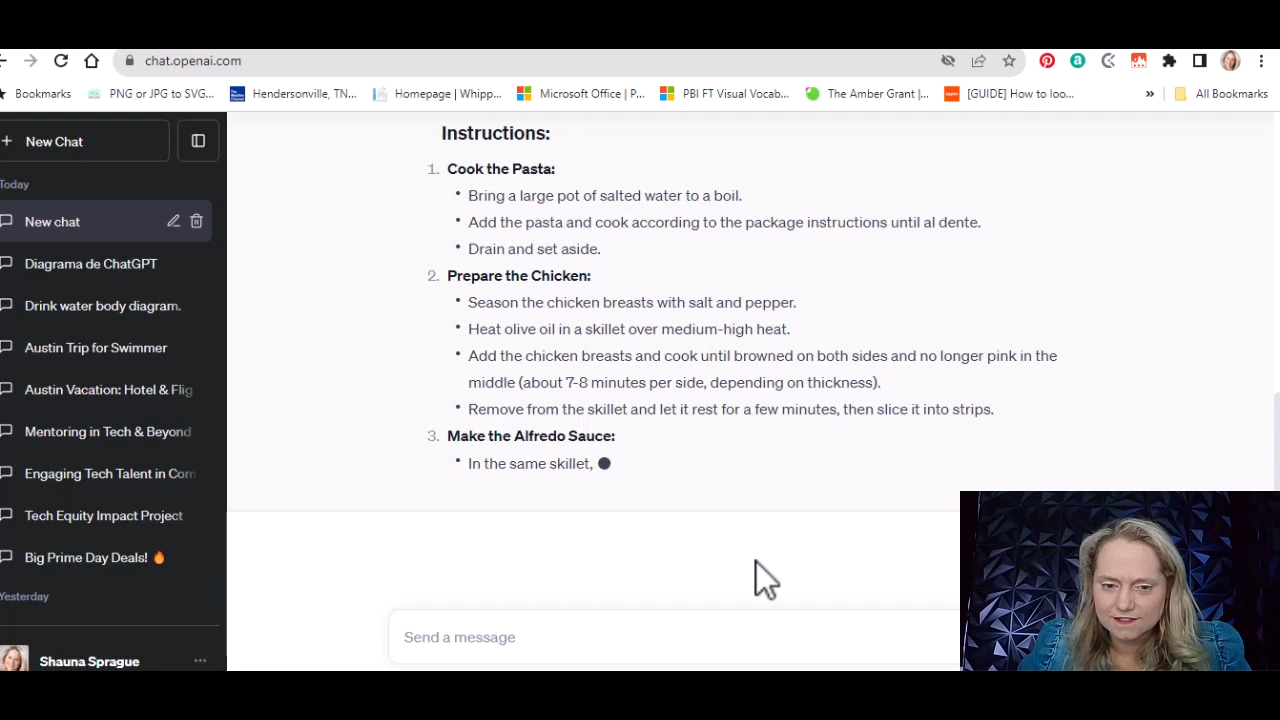 chat.openai.com
Bookmarks
PNG or JPG to SVG...
Hendersonville, TN...
Homepage | Whipp...
Microsoft Office | P...
PBI FT Visual Vocab...
The Amber Grant |...
[GUIDE] How to loo...
»
All Bookmarks
+ New Chat
Today
New chat
Diagrama de ChatGPT
Drink water body diagram.
Austin Trip for Swimmer
Austin Vacation: Hotel & Flig
Mentoring in Tech & Beyond
Engaging Tech Talent in Com
Tech Equity Impact Project
Big Prime Day Deals! 🔥
Yesterday
Shauna Sprague
...
Instructions:
1. Cook the Pasta:
• Bring a large pot of salted water to a boil.
• Add the pasta and cook according to the package instructions until al dente.
• Drain and set aside.
2. Prepare the Chicken:
• Season the chicken breasts with salt and pepper.
• Heat olive oil in a skillet over medium-high heat.
• Add the chicken breasts and cook until browned on both sides and no longer pink in the
middle (about 7-8 minutes per side, depending on thickness).
• Remove from the skillet and let it rest for a few minutes, then slice it into strips.
3. Make the Alfredo Sauce:
• In the same skillet,
Send a message